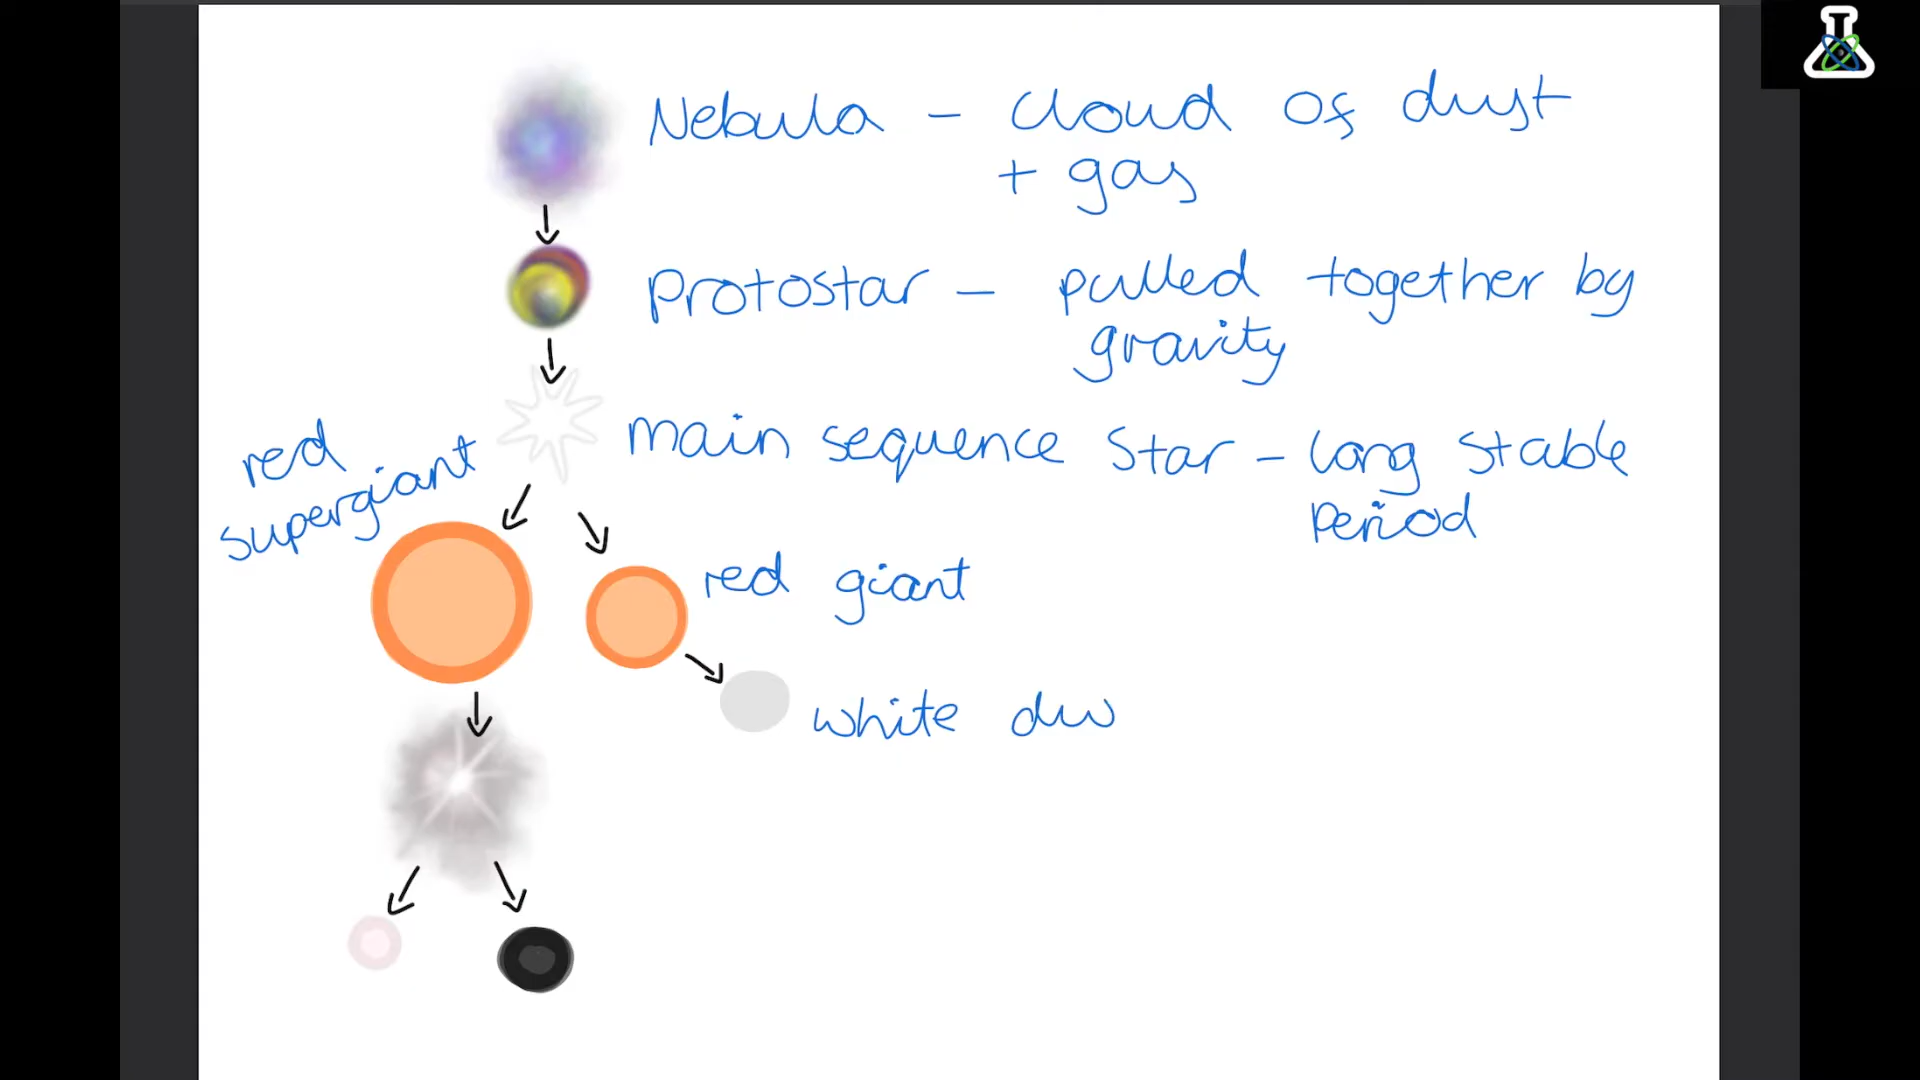 Nebula - cloud of dust
+ gas
Protostar - pulled together by
gravity
main sequence star - long stable
period
red
supergiant
red giant
white dw